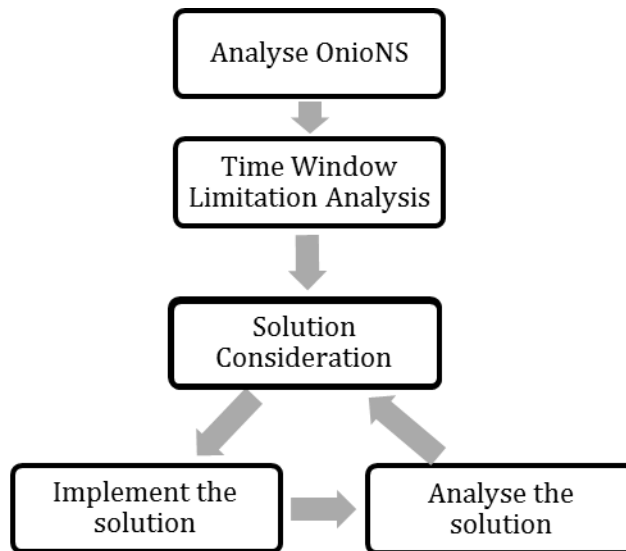 Analyse OnioNS
Time Window
Limitation Analysis
Solution
Consideration
Implement the
solution
Analyse the
solution